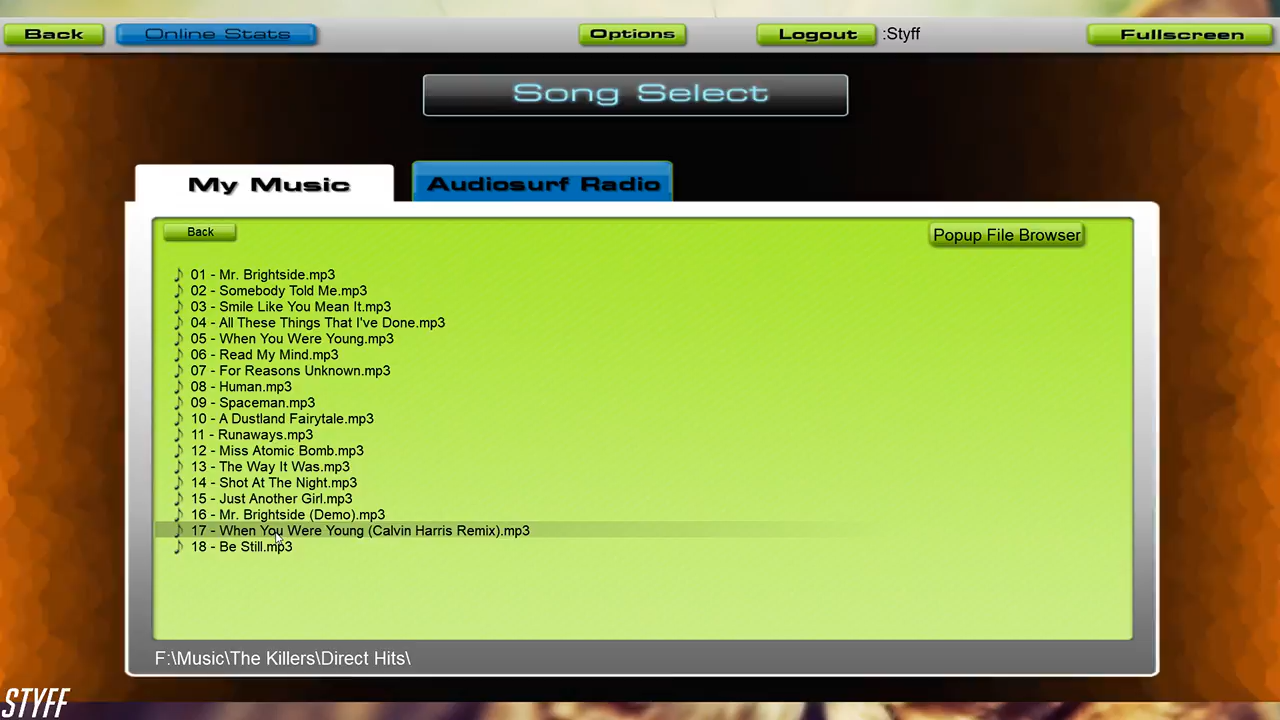 Back
Online Stats
Options
Logout
:Styff
Fullscreen
Song Select
My Music
Audiosurf Radio
Back
Popup File Browser
01 - Mr. Brightside.mp3
02 - Somebody Told Me.mp3
03 - Smile Like You Mean It.mp3
04 - All These Things That I've Done.mp3
05 - When You Were Young.mp3
06 - Read My Mind.mp3
07 - For Reasons Unknown.mp3
08 - Human.mp3
09 - Spaceman.mp3
10 - A Dustland Fairytale.mp3
11 - Runaways.mp3
12 - Miss Atomic Bomb.mp3
13 - The Way It Was.mp3
14 - Shot At The Night.mp3
15 - Just Another Girl.mp3
16 - Mr. Brightside (Demo).mp3
17 - When You Were Young (Calvin Harris Remix).mp3
18 - Be Still.mp3
F:\Music\The Killers\Direct Hits\
STYFF